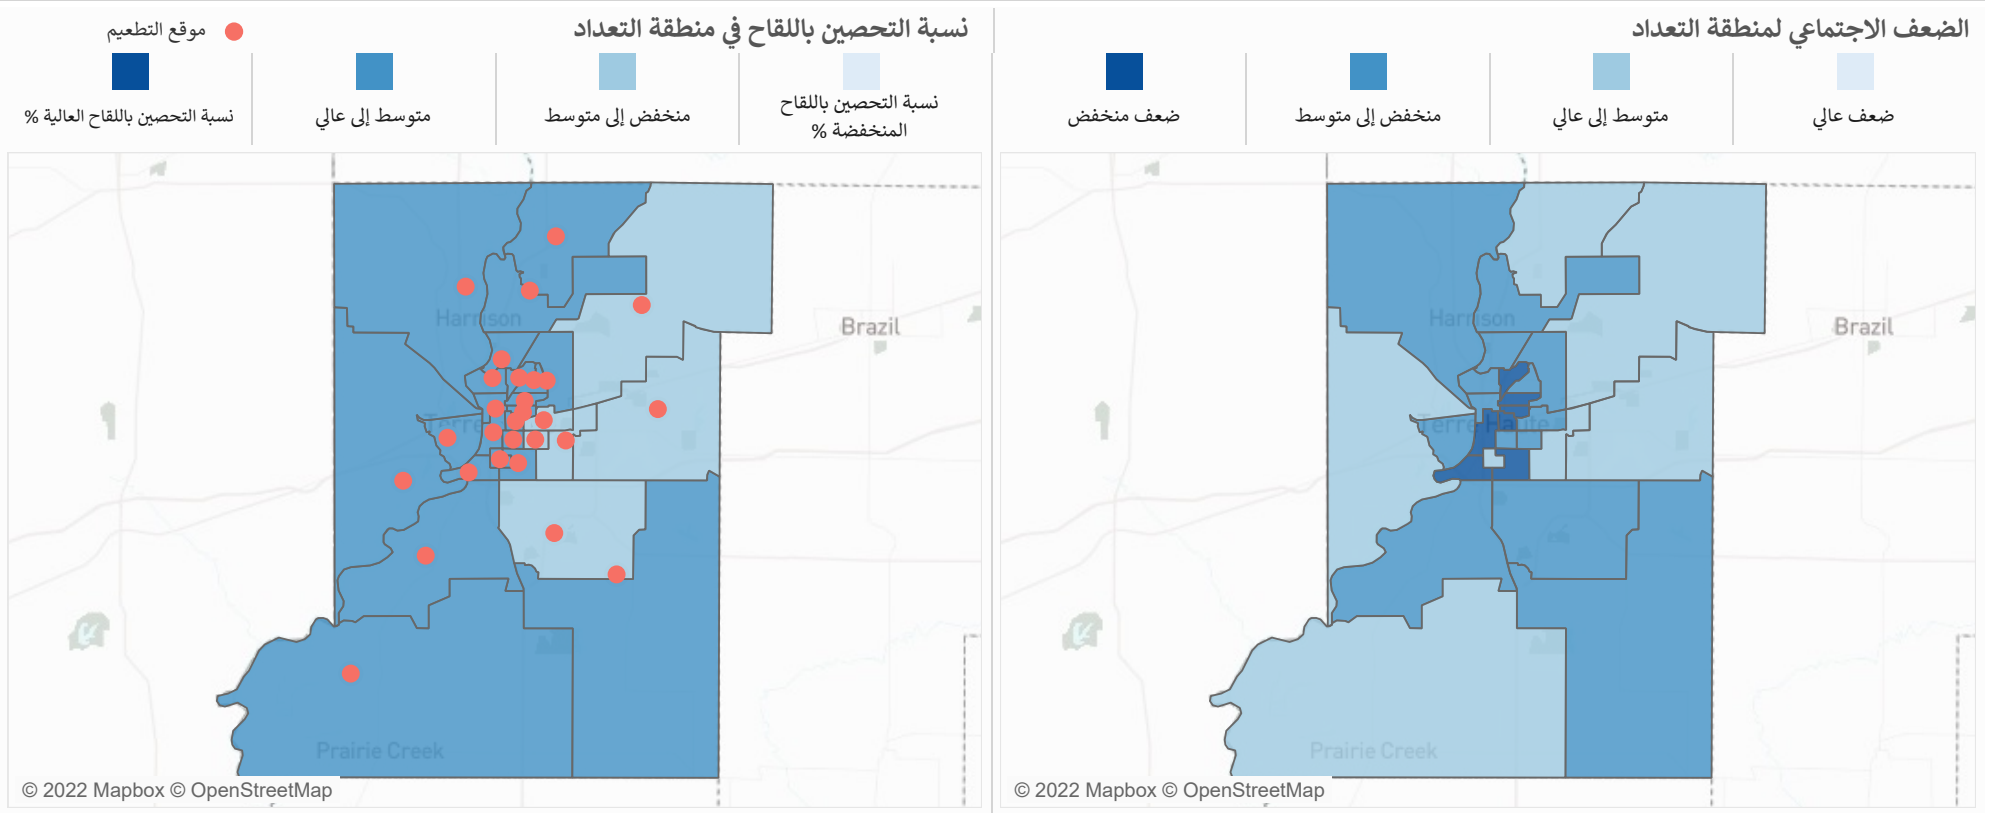 الضعف الاجتماعي لمنطقة التعداد
ضعف عالي
متوسط إلى عالي
منخفض إلى متوسط
ضعف منخفض
Harrison
Brazil
Terre Haute
Prairie Creek
© 2022 Mapbox © OpenStreetMap
نسبة التحصين باللقاح في منطقة التعداد
موقع التطعيم
نسبة التحصين باللقاح
المنخفضة %
منخفض إلى متوسط
متوسط إلى عالي
نسبة التحصين باللقاح العالية %
Harrison
Brazil
Terre
Prairie Creek
© 2022 Mapbox © OpenStreetMap